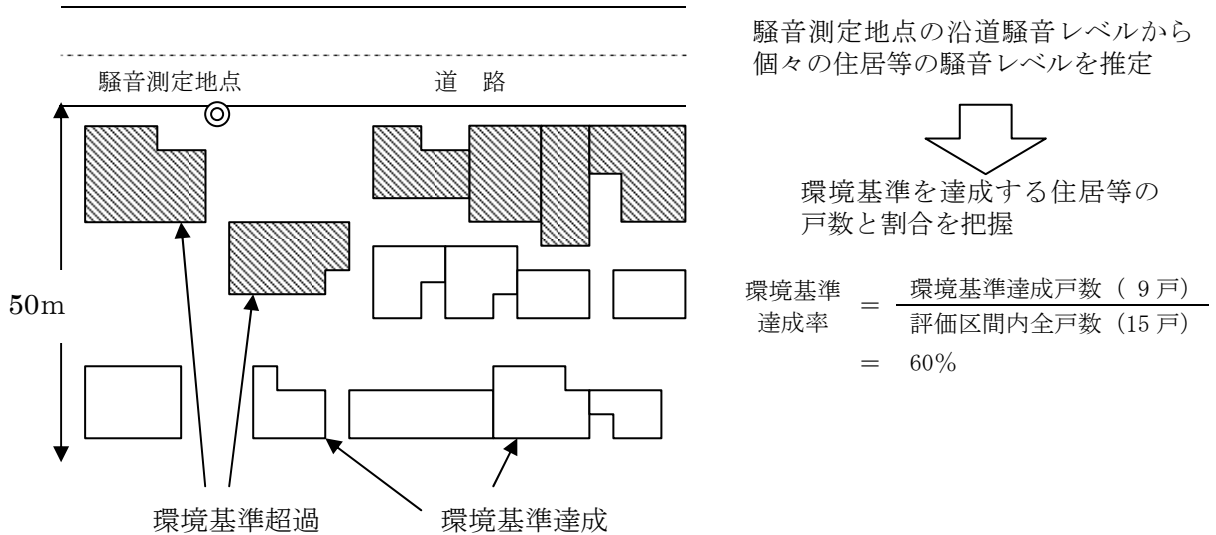 騒音測定地点
道 路
50m
環境基準超過
環境基準達成
騒音測定地点の沿道騒音レベルから
個々の住居等の騒音レベルを推定
環境基準を達成する住居等の
戸数と割合を把握
環境基準
達成率
=
環境基準達成戸数（ 9 戸）
評価区間内全戸数（15 戸）
= 60%